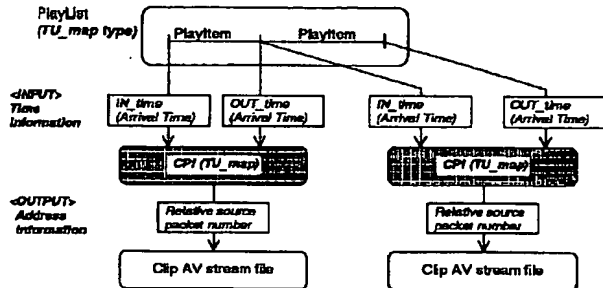 PlayList
(TU_map type)
PlayItem PlayItem
<INPUT>
Time
Information
IN_time
(Arrival Time)
OUT_time
(Arrival Time)
IN_time
(Arrival Time)
OUT_time
(Arrival Time)
CPI (TU_map)
CPI (TU_map)
<OUTPUT>
Address
Information
Relative source
packet number
Relative source
packet number
Clip AV stream file
Clip AV stream file